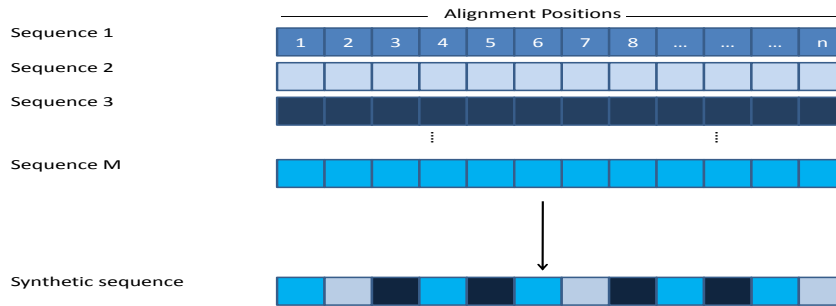 Alignment Positions
Sequence 1
1 2 3 4 5 6 7 8 ... ... ... n
Sequence 2
Sequence 3
Sequence M
Synthetic sequence